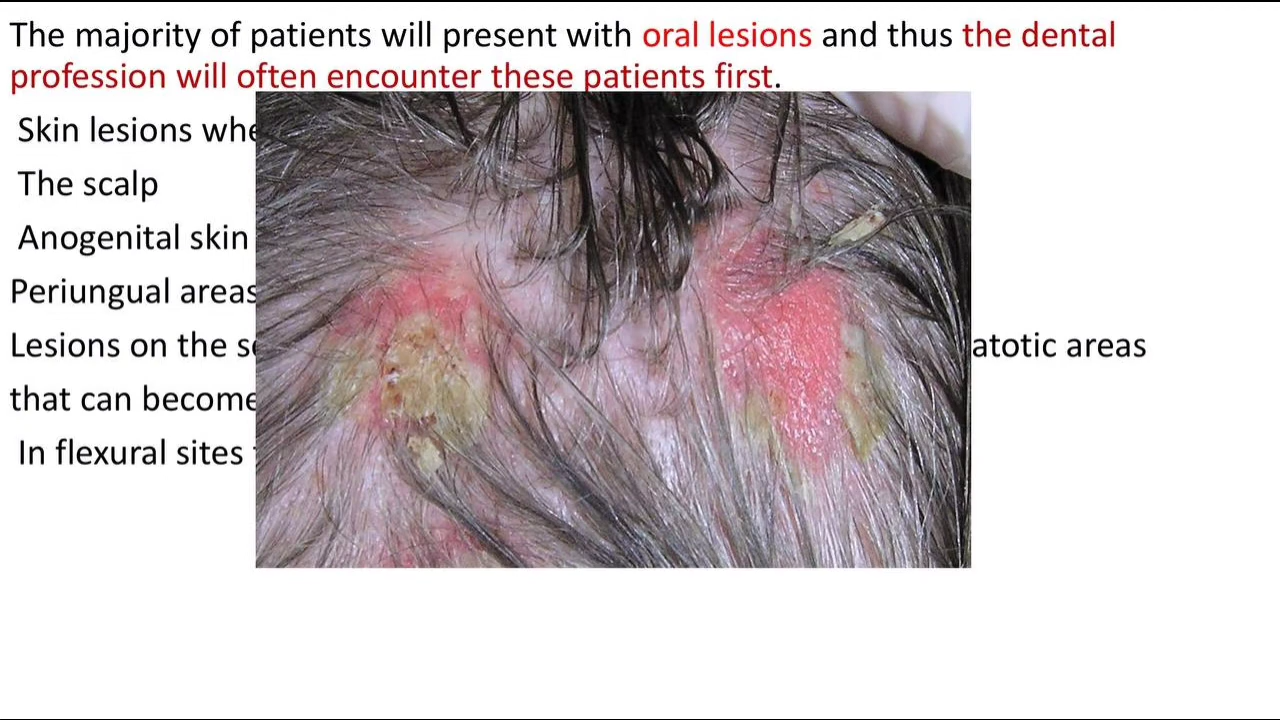 The majority of patients will present with oral lesions and thus the dental
profession will often encounter these patients first.
Skin lesions
The scalp
Anogenital skin
Periungual areas
Lesions on the
atotic areas
that can become
In flexural sites